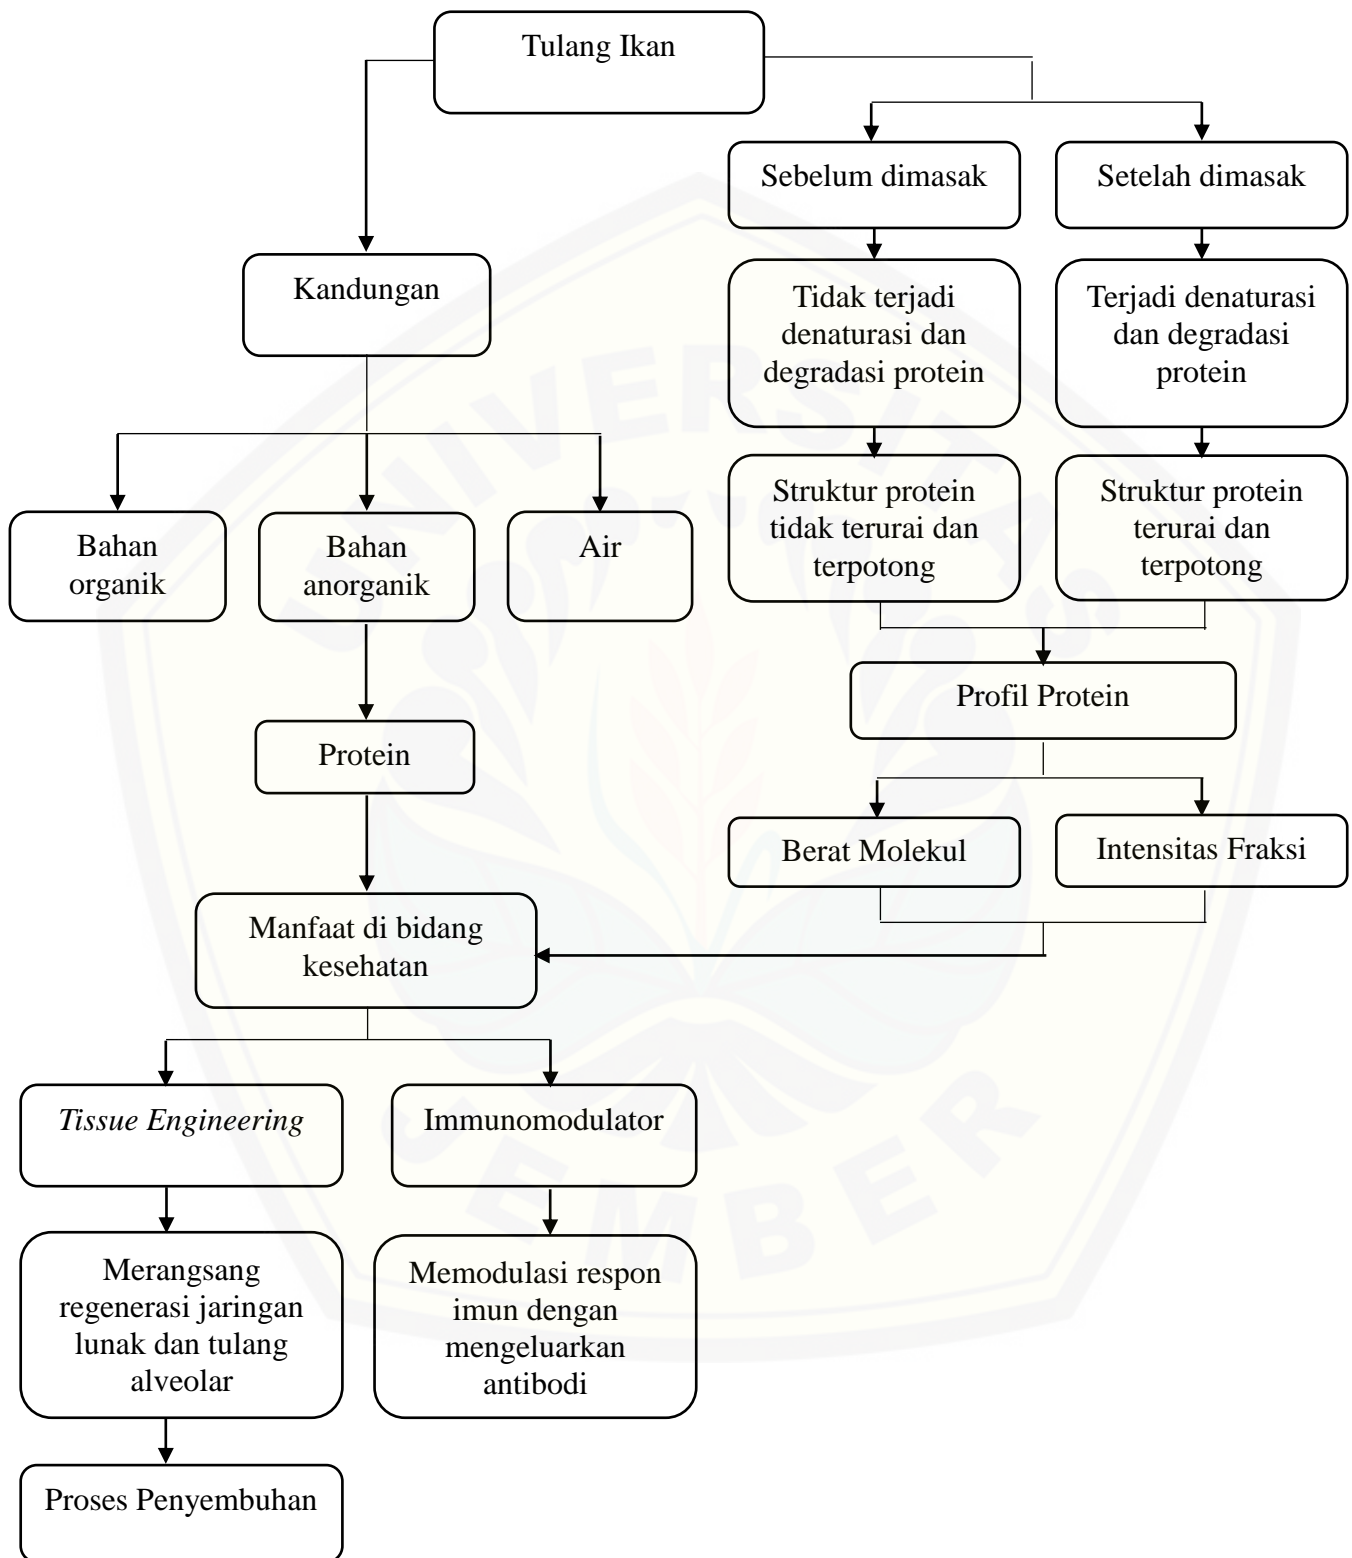 Tulang Ikan
Sebelum dimasak
Setelah dimasak
Kandungan
Tidak terjadi
denaturasi dan
degradasi protein
Terjadi denaturasi
dan degradasi
protein
Struktur protein
tidak terurai dan
terpotong
Struktur protein
terurai dan
terpotong
Bahan
organik
Bahan
anorganik
Air
Profil Protein
Protein
Berat Molekul
Intensitas Fraksi
Manfaat di bidang
kesehatan
Tissue Engineering
Immunomodulator
Merangsang
regenerasi jaringan
lunak dan tulang
alveolar
Memodulasi respon
imun dengan
mengeluarkan
antibodi
Proses Penyembuhan
UNIVERSITAS
JEMBER